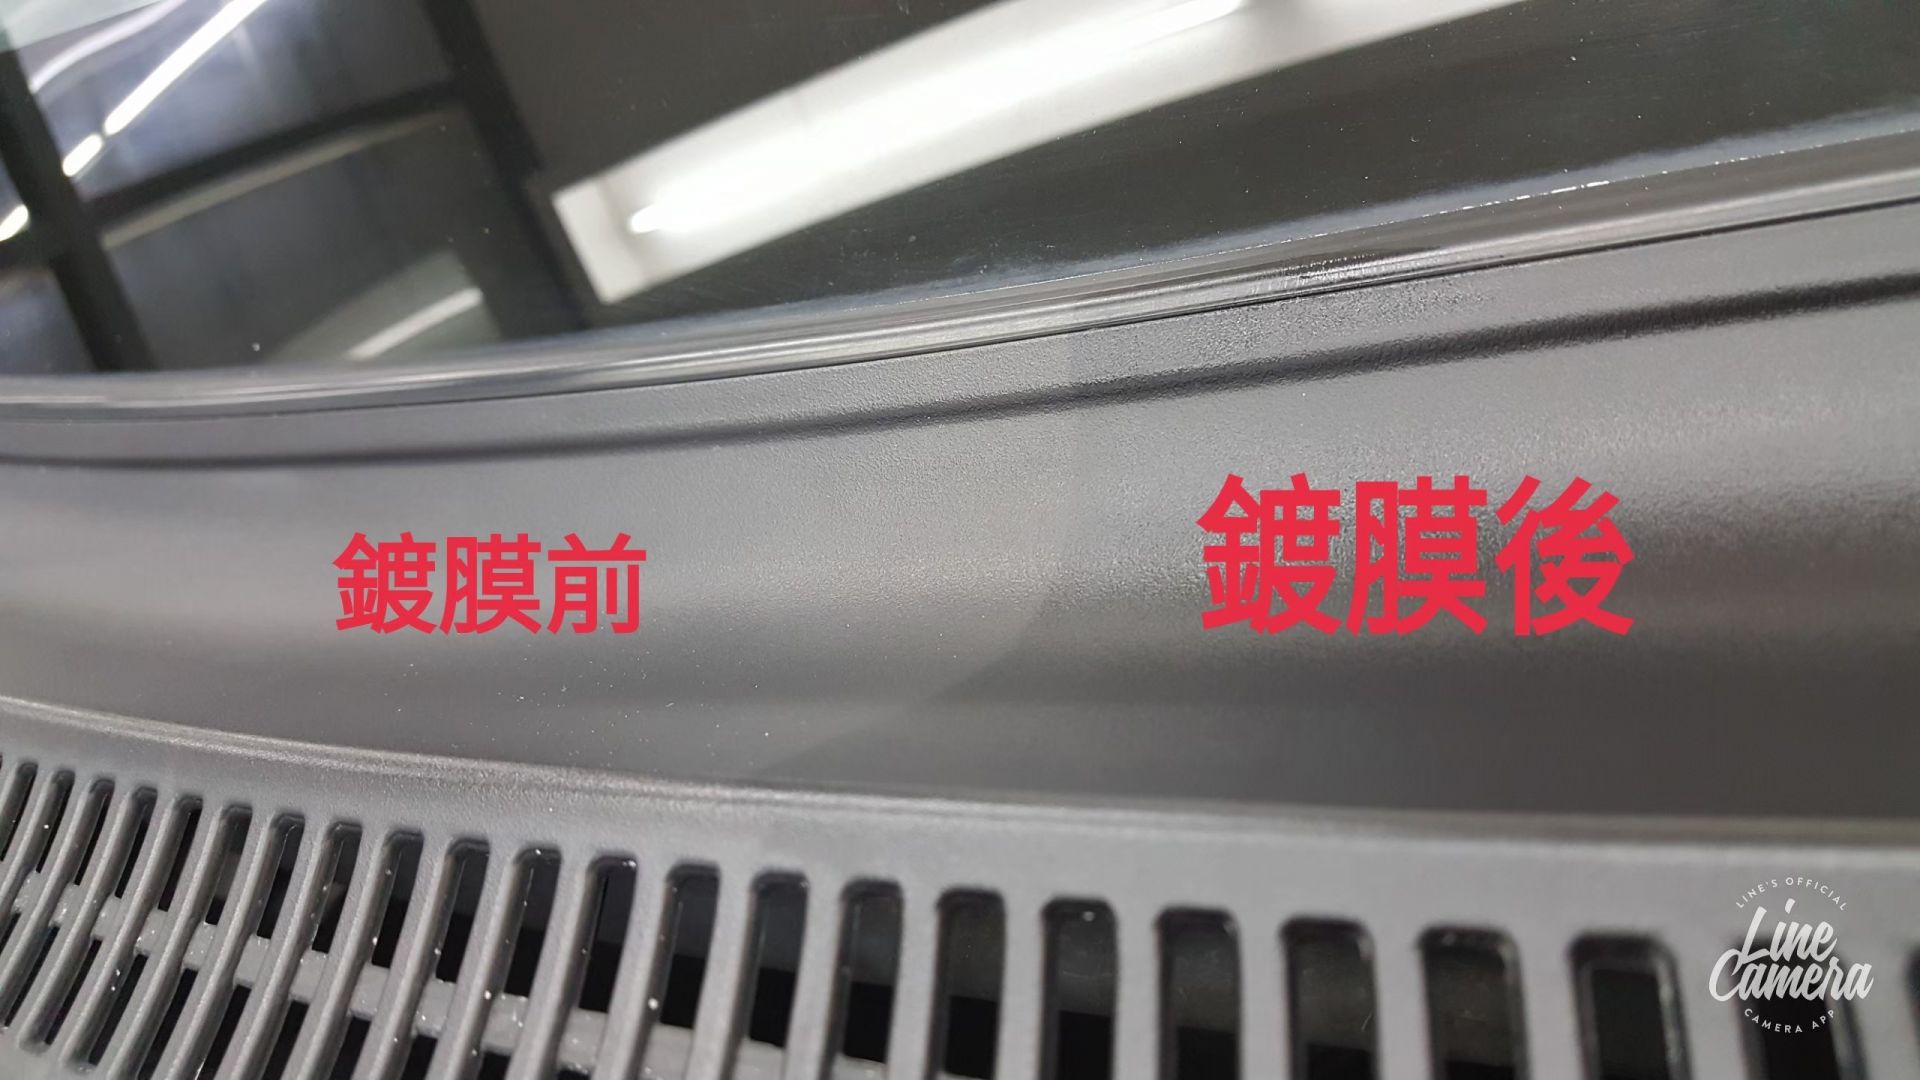 鍍膜前
鍍膜後
LINE'S OFFICIAL
Line
Camera
CAMERA APP